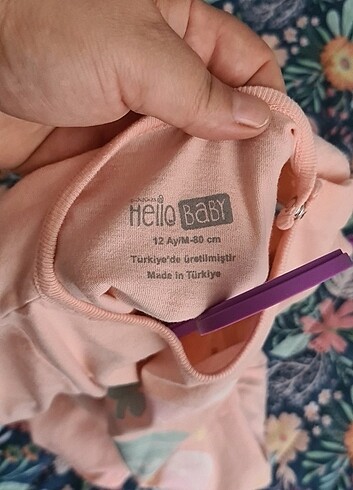 Hello BaBY
12 Ay/M-80 cm
Türkiye'de üretilmiştir
Made in Türkiye